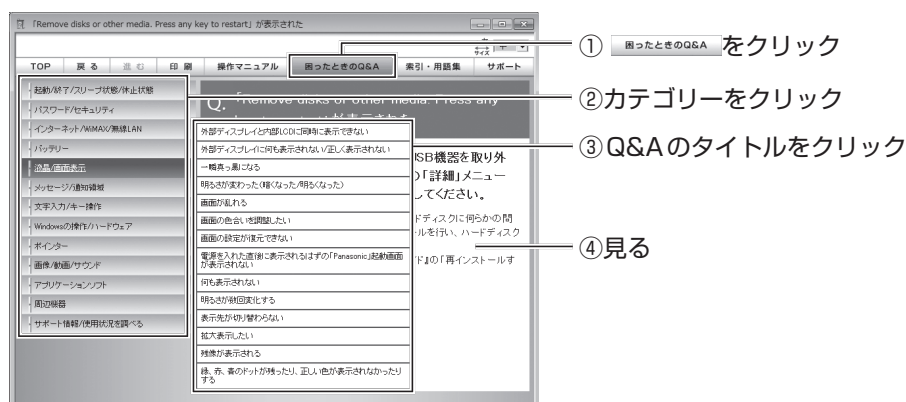 「Remove disks or other media. Press any key to restart」が表示された
サイズ 中
TOP 戻る 進む 印刷 操作マニュアル 困ったときのQ&A 索引・用語集 サポート
① 困ったときのQ&A をクリック
起動/終了/スリープ状態/休止状態
パスワード/セキュリティ
インターネット/WiMAX/無線LAN
バッテリー
液晶/画面表示
メッセージ/通知領域
文字入力/キー操作
Windowsの操作/ハードウェア
ポインター
画像/動画/サウンド
アプリケーションソフト
周辺機器
サポート情報/使用状況を調べる
②カテゴリーをクリック
Q. 「Remove disks or other media. Press any
外部ディスプレイと内部LCDに同時に表示できない
外部ディスプレイに何も表示されない/正しく表示されない
一瞬真っ黒になる
明るさが変わった(暗くなった/明るくなった)
画面が乱れる
画面の色合いを調整したい
画面の設定が復元できない
電源を入れた直後に表示されるはずの「Panasonic」起動画面
が表示されない
何も表示されない
明るさが数回変化する
表示先が切り替わらない
拡大表示したい
残像が表示される
緑、赤、青のドットが残ったり、正しい色が表示されなかったり
する
③Q&Aのタイトルをクリック
USB機器を取り外
の「詳細」メニュー
してください。
ドディスクに何らかの問
ールを行い、ハードディスク
ド』の「再インストールす
④見る